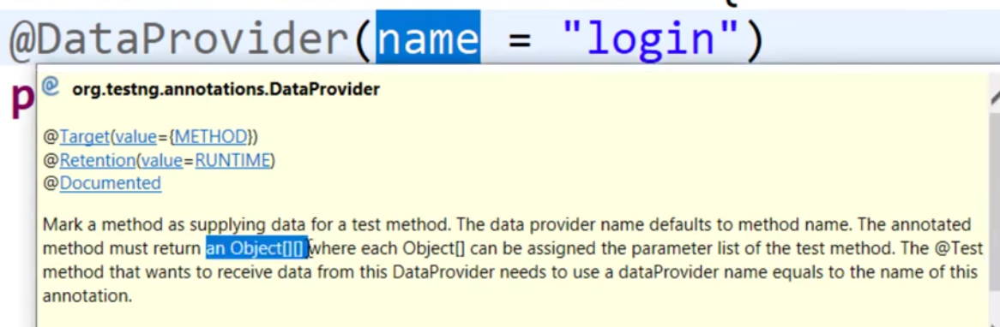 @DataProvider(name = "login")
p
@ org.testng.annotations.DataProvider
@Target(value={METHOD})
@Retention(value=RUNTIME)
@Documented
Mark a method as supplying data for a test method. The data provider name defaults to method name. The annotated
method must return an Object[][] where each Object[] can be assigned the parameter list of the test method. The @Test
method that wants to receive data from this DataProvider needs to use a dataProvider name equals to the name of this
annotation.